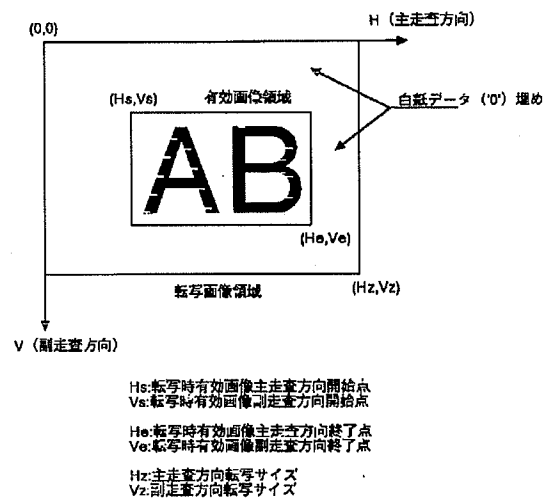 H（主走査方向）
(0,0)
(Hs,Vs)
有効画像領域
白紙データ（'0'）埋め
AB
(He,Ve)
転写画像領域
(Hz,Vz)
V（副走査方向）
Hs:転写時有効画像主走査方向開始点
Vs:転写時有効画像副走査方向開始点
He:転写時有効画像主走査方向終了点
Ve:転写時有効画像副走査方向終了点
Hz:主走査方向転写サイズ
Vz:副走査方向転写サイズ